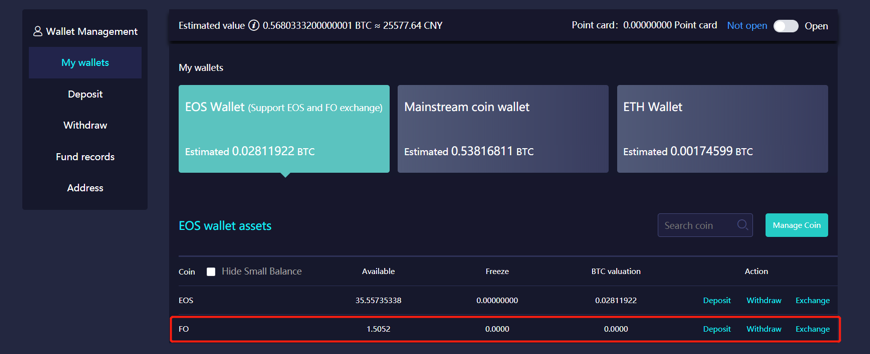 Wallet Management
My wallets
Deposit
Withdraw
Fund records
Address
Estimated value i 0.5680333200000001 BTC ≈ 25577.64 CNY
Point card: 0.00000000 Point card Not open Open
My wallets
EOS Wallet (Support EOS and FO exchange)
Estimated 0.02811922 BTC
Mainstream coin wallet
Estimated 0.53816811 BTC
ETH Wallet
Estimated 0.00174599 BTC
EOS wallet assets
Search coin
Manage Coin
Coin Hide Small Balance Available Freeze BTC valuation Action
EOS 35.55735338 0.00000000 0.02811922 Deposit Withdraw Exchange
FO 1.5052 0.0000 0.0000 Deposit Withdraw Exchange